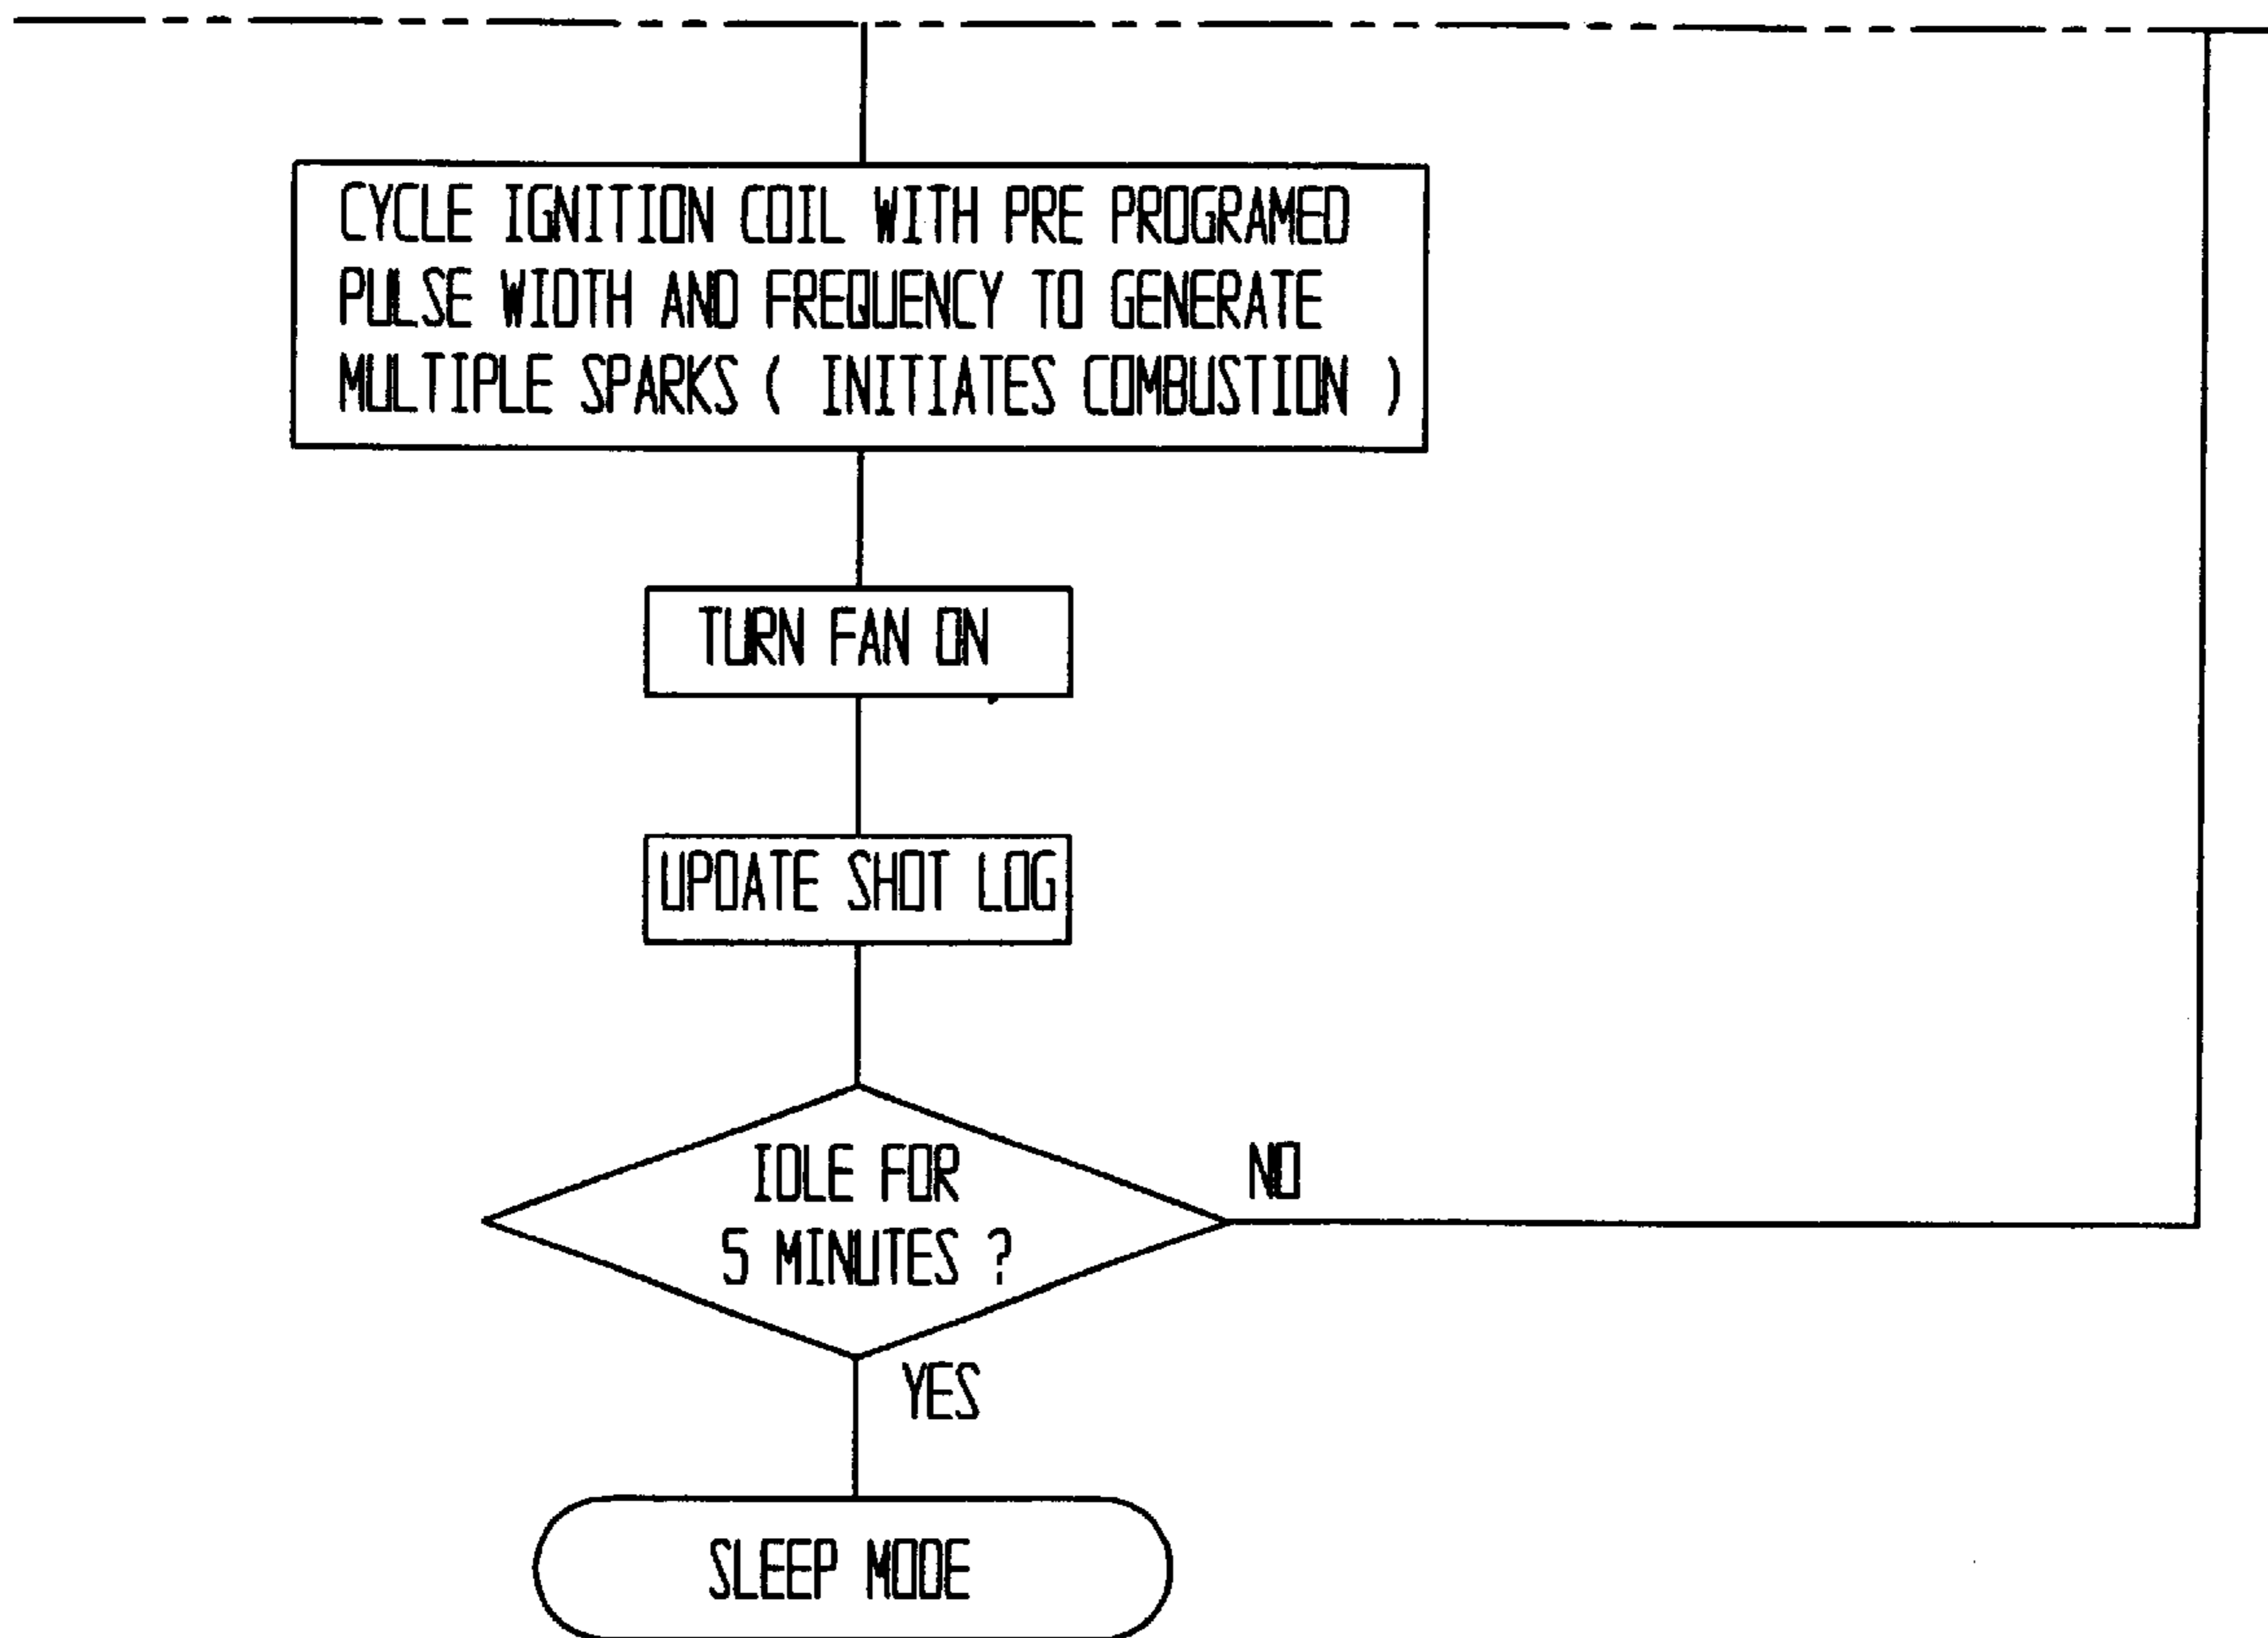 CYCLE IGNITION COIL WITH PRE PROGRAMED
PULSE WIDTH AND FREQUENCY TO GENERATE
MULTIPLE SPARKS ( INITIATES COMBUSTION )
TURN FAN ON
UPDATE SHOT LOG
IDLE FOR
5 MINUTES ?
NO
YES
SLEEP MODE